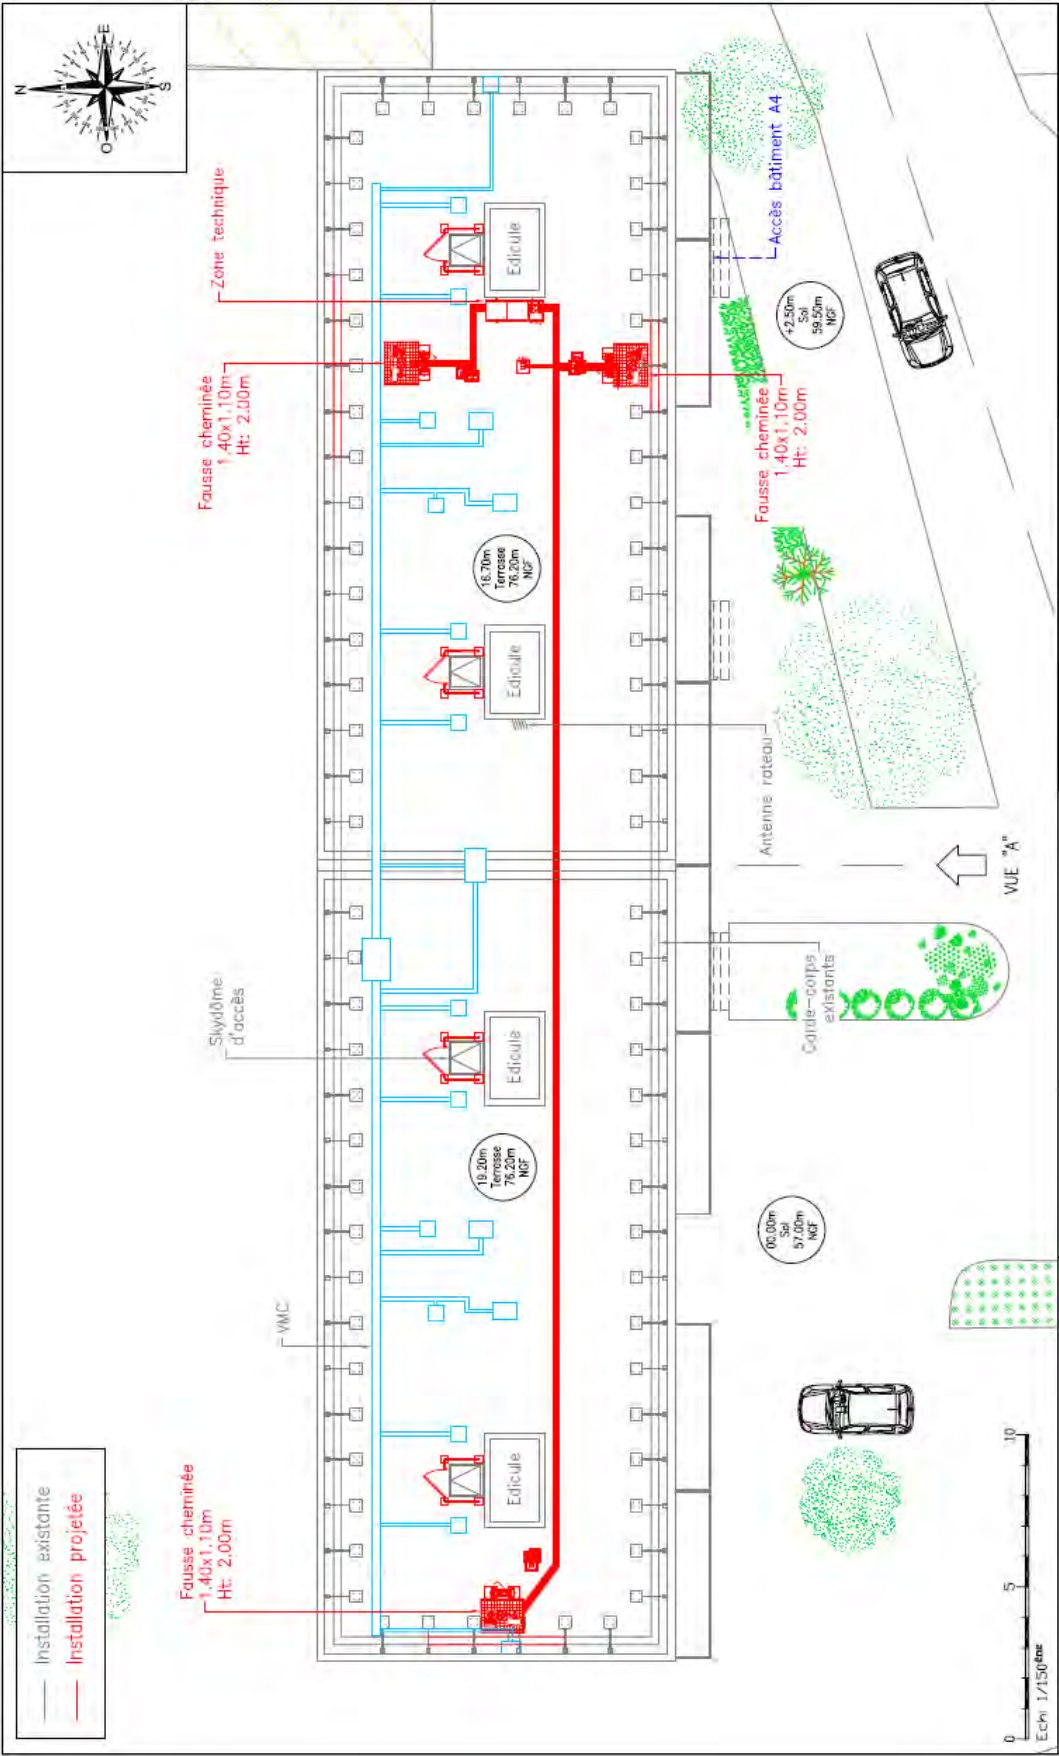 N
E
S
O
Installation existante
Installation projetée
Fausse cheminée
1.40x1.10m
Ht: 2.00m
VMC
Skydôme
d'accès
Fausse cheminée
1.40x1.10m
Ht: 2.00m
Zone technique
Edicule
19.20m
Terrasse
76.20m
NGF
Edicule
Edicule
16.70m
Terrasse
76.20m
NGF
Edicule
00.00m
Sol
57.00m
NGF
Garde-corps
existants
Antenne rateau
Fausse cheminée
1.40x1.10m
Ht: 2.00m
+2.50m
Sol
59.50m
NGF
Accès bâtiment A4
VUE "A"
0
5
10
Ech: 1/150ème